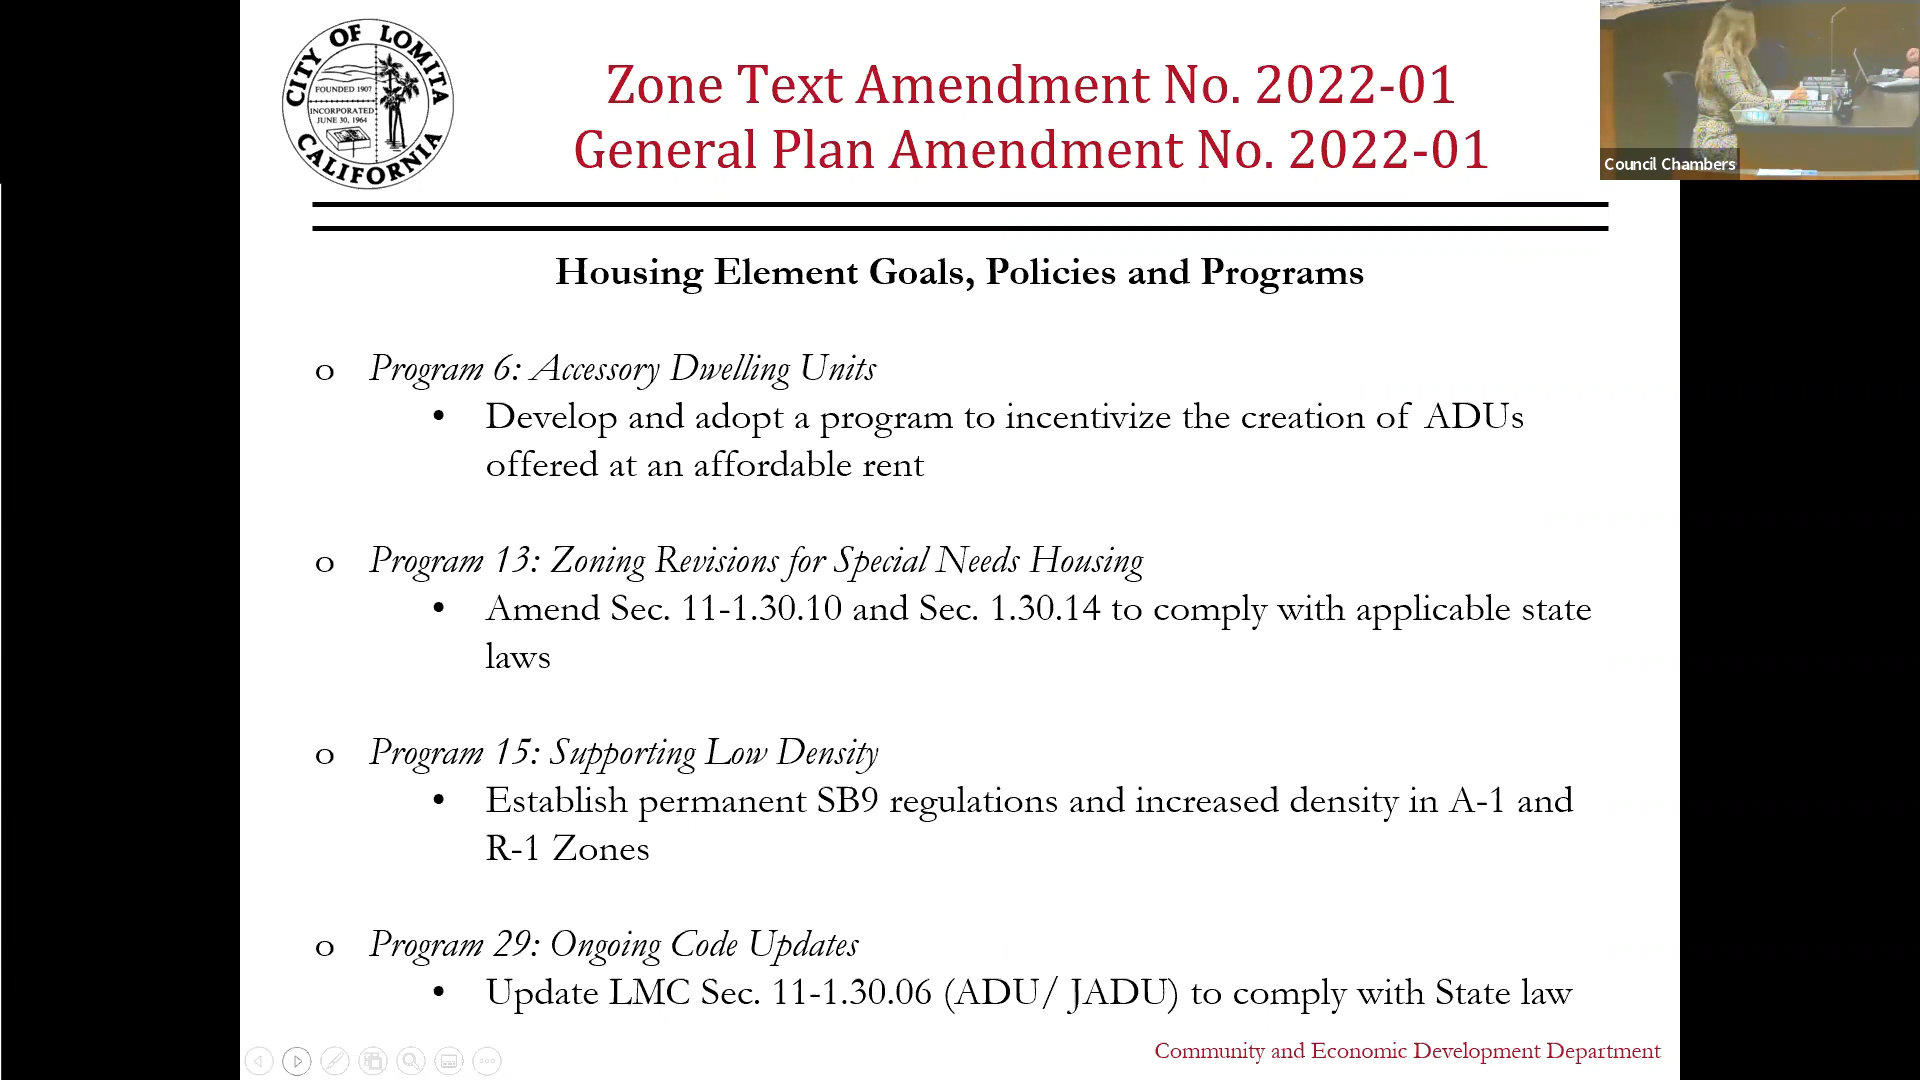 CITY OF LOMITA
FOUNDED 1907
INCORPORATED
JUNE 30, 1964
CALIFORNIA
Zone Text Amendment No. 2022-01
General Plan Amendment No. 2022-01
Council Chambers
Housing Element Goals, Policies and Programs
o Program 6: Accessory Dwelling Units
• Develop and adopt a program to incentivize the creation of ADUs
offered at an affordable rent
o Program 13: Zoning Revisions for Special Needs Housing
• Amend Sec. 11-1.30.10 and Sec. 1.30.14 to comply with applicable state
laws
o Program 15: Supporting Low Density
• Establish permanent SB9 regulations and increased density in A-1 and
R-1 Zones
o Program 29: Ongoing Code Updates
• Update LMC Sec. 11-1.30.06 (ADU/ JADU) to comply with State law
Community and Economic Development Department